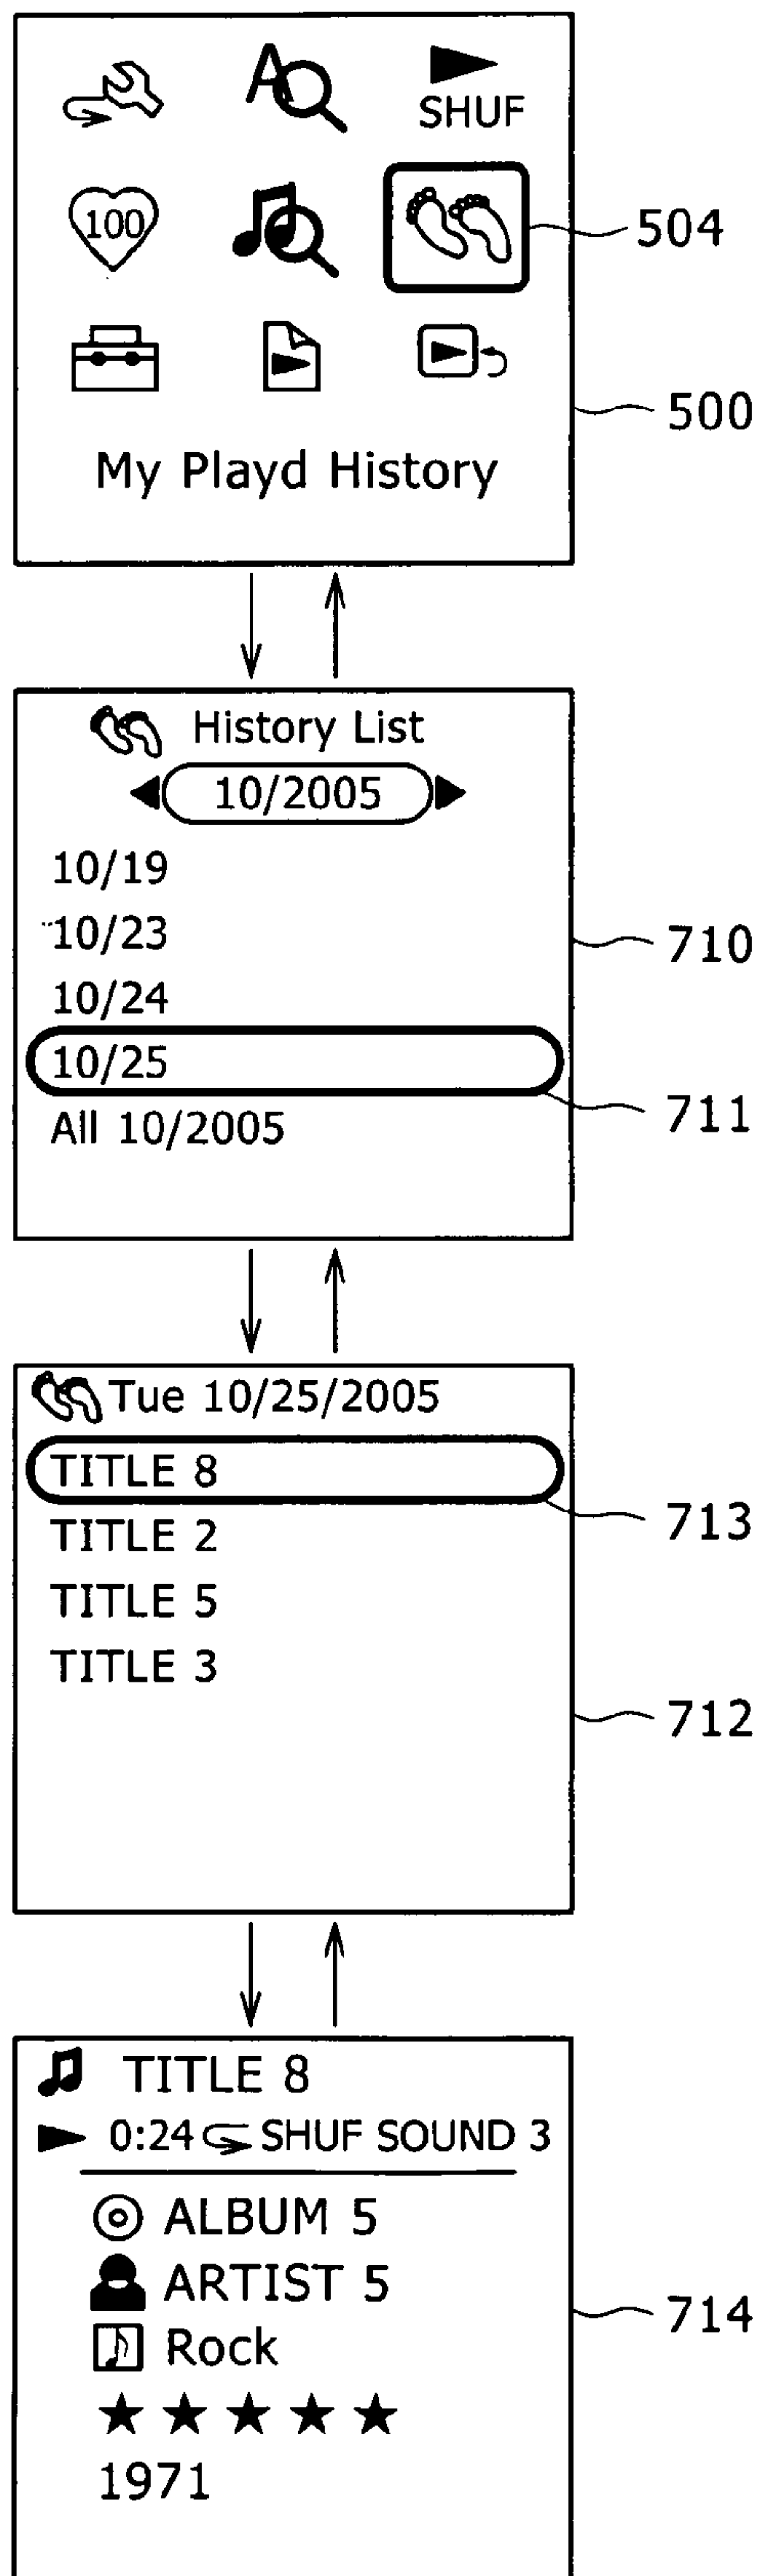 A
SHUF
100
504
500
My Playd History
History List
10/2005
10/19
10/23
710
10/24
10/25
711
All 10/2005
Tue 10/25/2005
TITLE 8
713
TITLE 2
TITLE 5
TITLE 3
712
TITLE 8
0:24 SHUF SOUND 3
ALBUM 5
ARTIST 5
714
Rock
1971